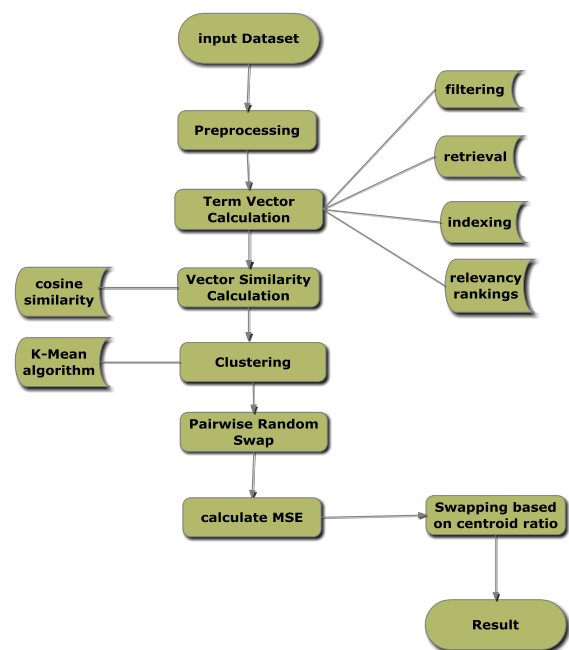 input Dataset
Preprocessing
Term Vector
Calculation
filtering
retrieval
indexing
relevancy
rankings
cosine
similarity
Vector Similarity
Calculation
K-Mean
algorithm
Clustering
Pairwise Random
Swap
calculate MSE
Swapping based
on centroid ratio
Result